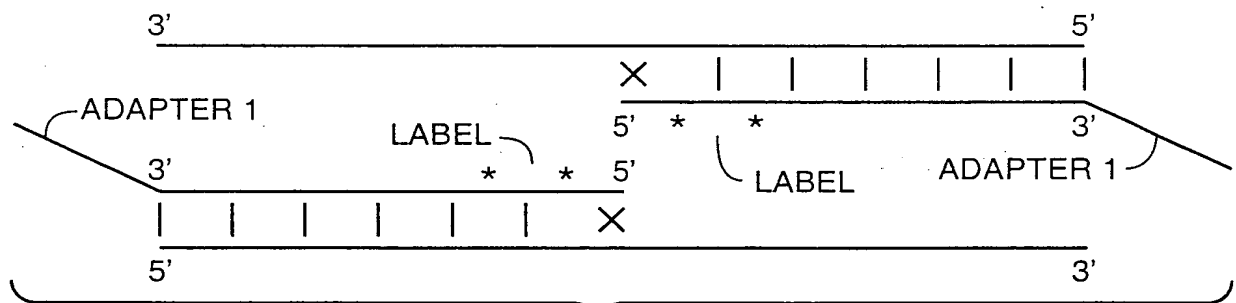 3' 5'
ADAPTER 1
5' * * 3'
LABEL
3' * * 5'
LABEL ADAPTER 1
5' 3'